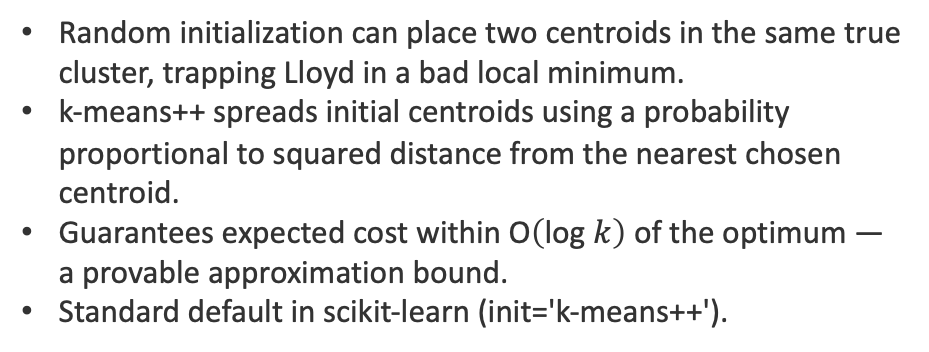 • Random initialization can place two centroids in the same true
cluster, trapping Lloyd in a bad local minimum.
• k-means++ spreads initial centroids using a probability
proportional to squared distance from the nearest chosen
centroid.
• Guarantees expected cost within O(log k) of the optimum —
a provable approximation bound.
• Standard default in scikit-learn (init='k-means++').